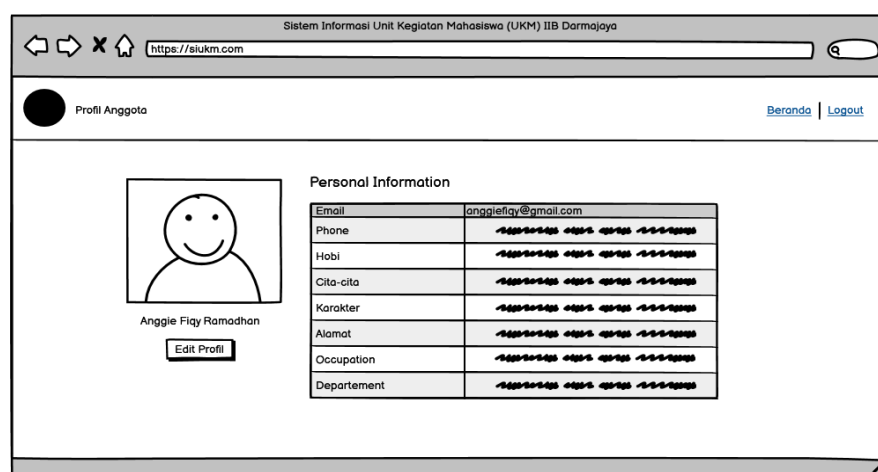 Sistem Informasi Unit Kegiatan Mahasiswa (UKM) IIB Darmajaya
https://siukm.com
Profil Anggota
Beranda | Logout
Personal Information
Email anggiefiqy@gmail.com
Phone
Hobi
Cita-cita
Karakter
Alamat
Occupation
Departement
Anggie Fiqy Ramadhan
Edit Profil